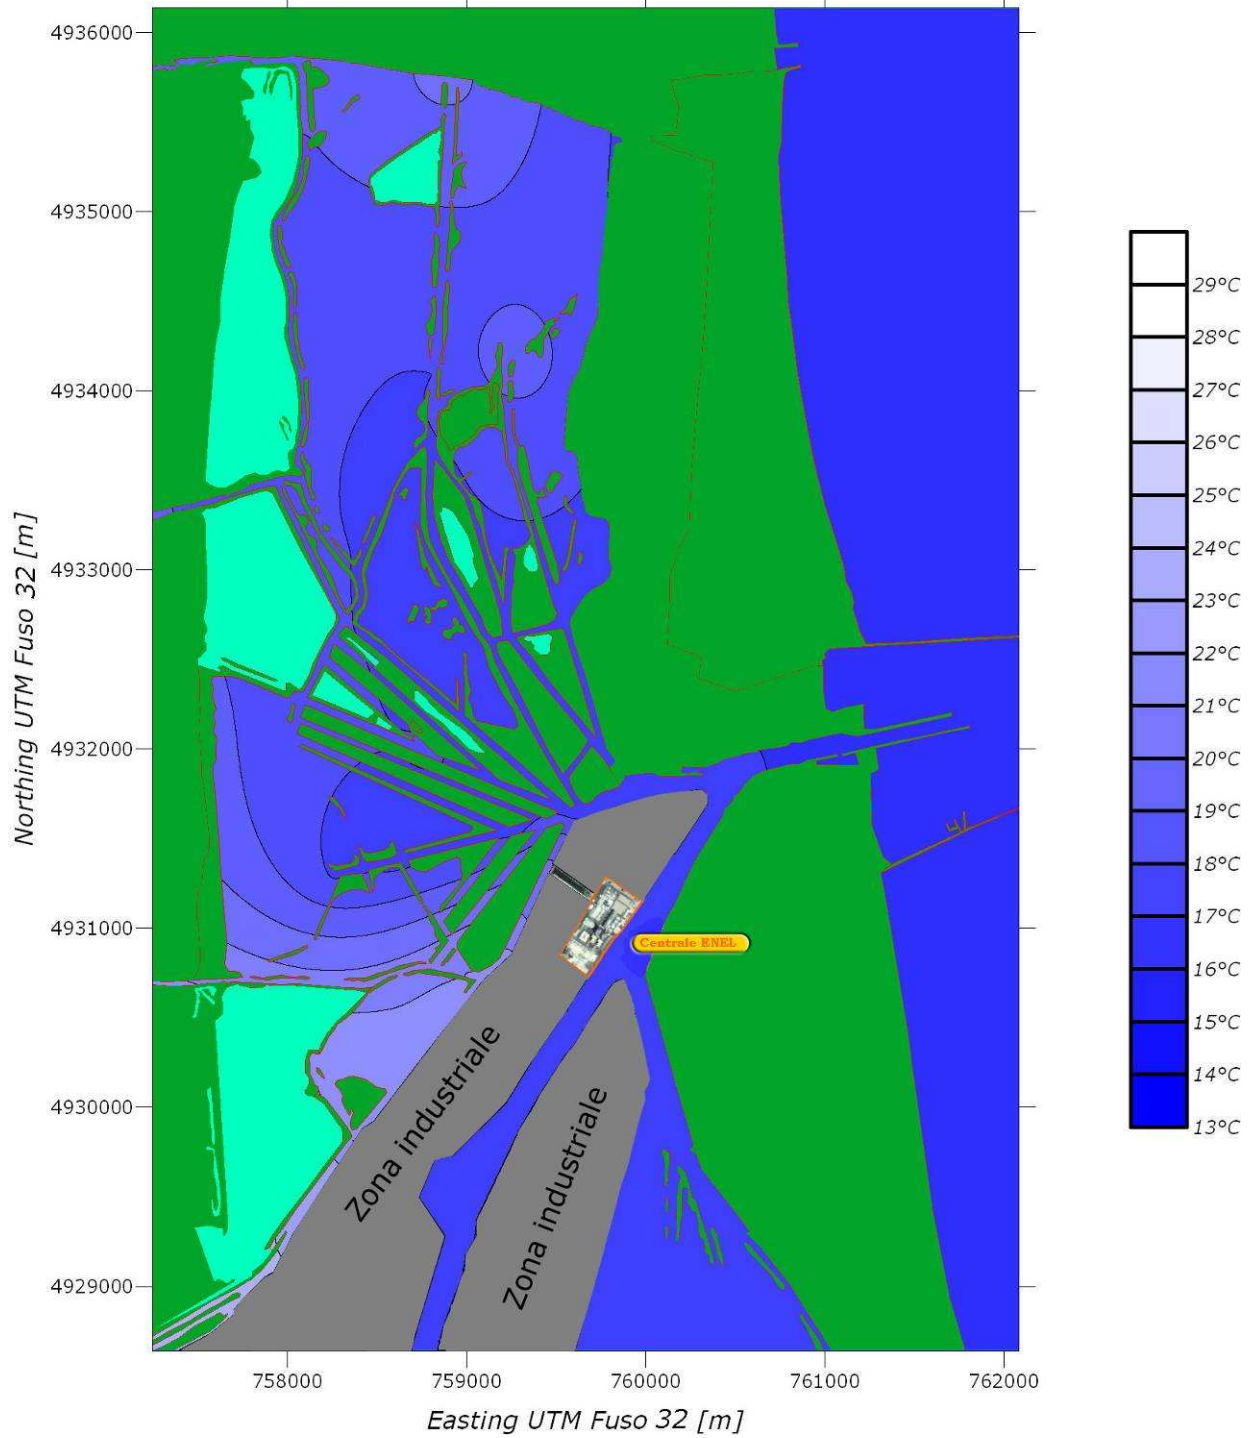 4936000
4935000
4934000
4933000
4932000
4931000
4930000
4929000
Northing UTM Fuso 32 [m]
758000
759000
760000
761000
762000
Easting UTM Fuso 32 [m]
Centrale ENEL
Zona industriale
Zona industriale
29°C
28°C
27°C
26°C
25°C
24°C
23°C
22°C
21°C
20°C
19°C
18°C
17°C
16°C
15°C
14°C
13°C